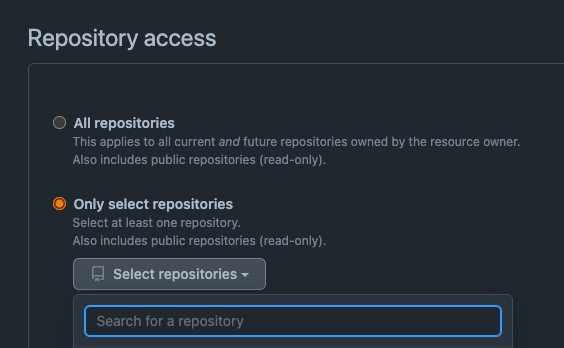 Repository access
All repositories
This applies to all current and future repositories owned by the resource owner.
Also includes public repositories (read-only).
Only select repositories
Select at least one repository.
Also includes public repositories (read-only).
Select repositories
Search for a repository